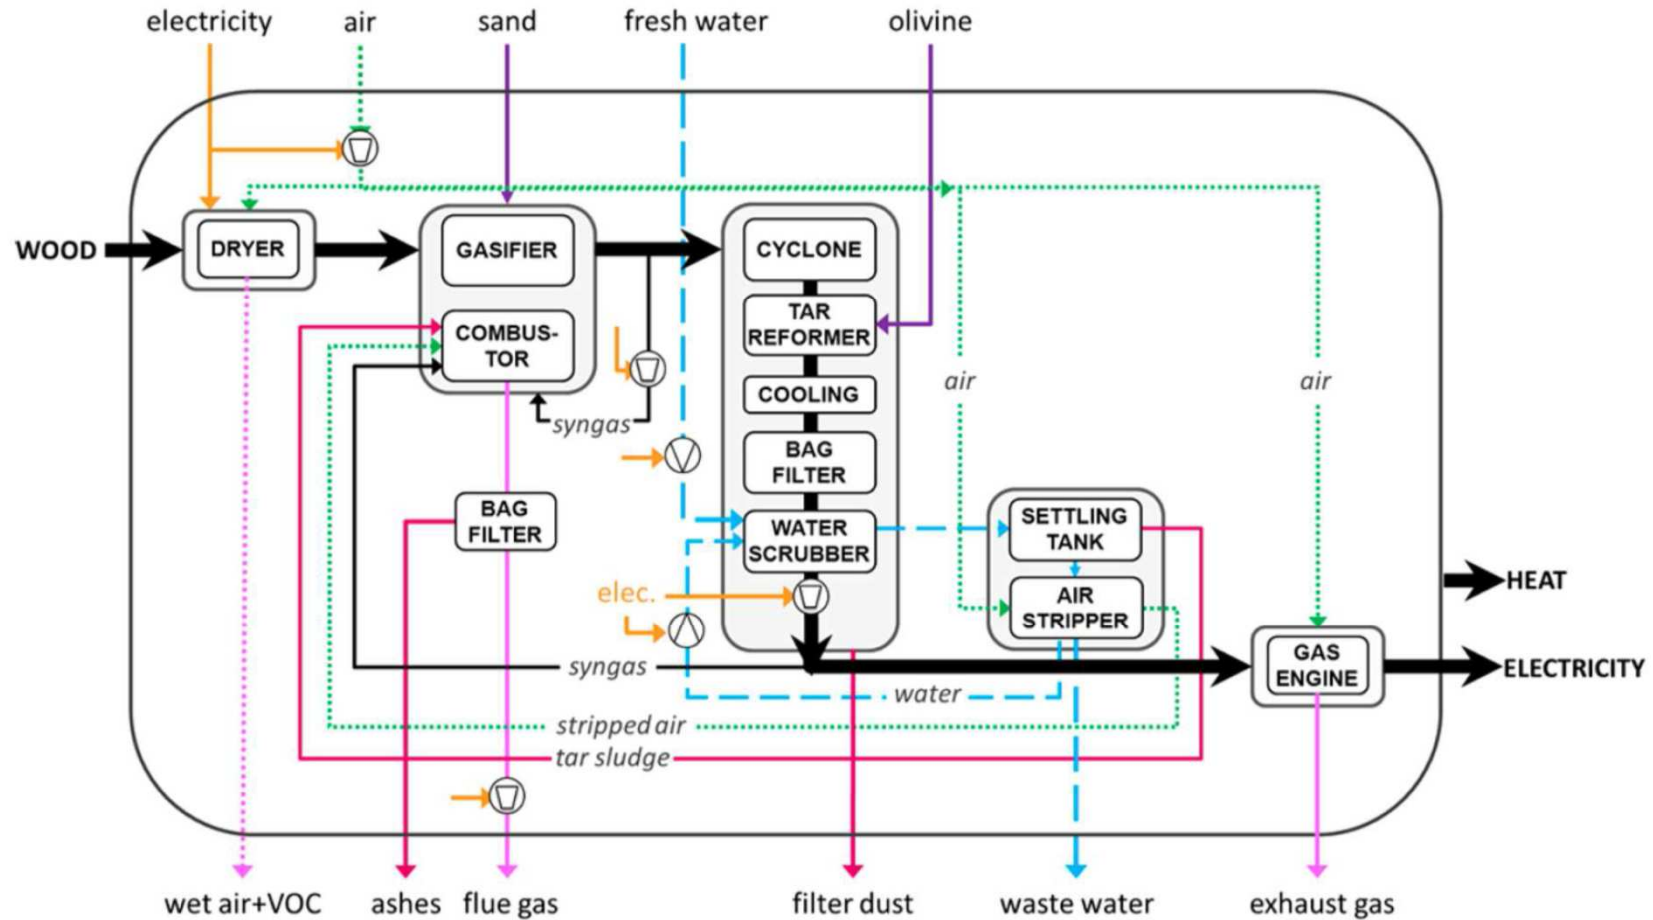 electricity
air
sand
fresh water
olivine
WOOD
DRYER
GASIFIER
CYCLONE
COMBUS-
TOR
TAR
REFORMER
COOLING
air
air
syngas
BAG
FILTER
BAG
FILTER
WATER
SCRUBBER
SETTLING
TANK
elec.
AIR
STRIPPER
HEAT
syngas
GAS
ENGINE
ELECTRICITY
water
stripped air
tar sludge
wet air+VOC
ashes
flue gas
filter dust
waste water
exhaust gas